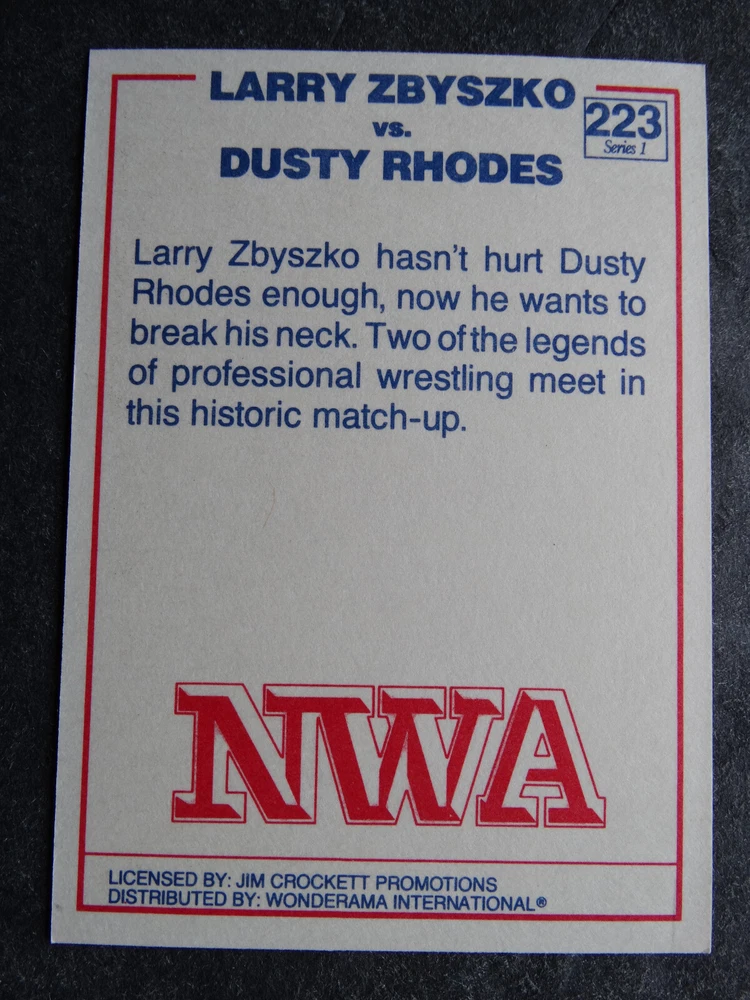 LARRY ZBYSZKO
vs.
DUSTY RHODES
223
Series 1
Larry Zbyszko hasn't hurt Dusty
Rhodes enough, now he wants to
break his neck. Two of the legends
of professional wrestling meet in
this historic match-up.
NWA
LICENSED BY: JIM CROCKETT PROMOTIONS
DISTRIBUTED BY: WONDERAMA INTERNATIONAL®